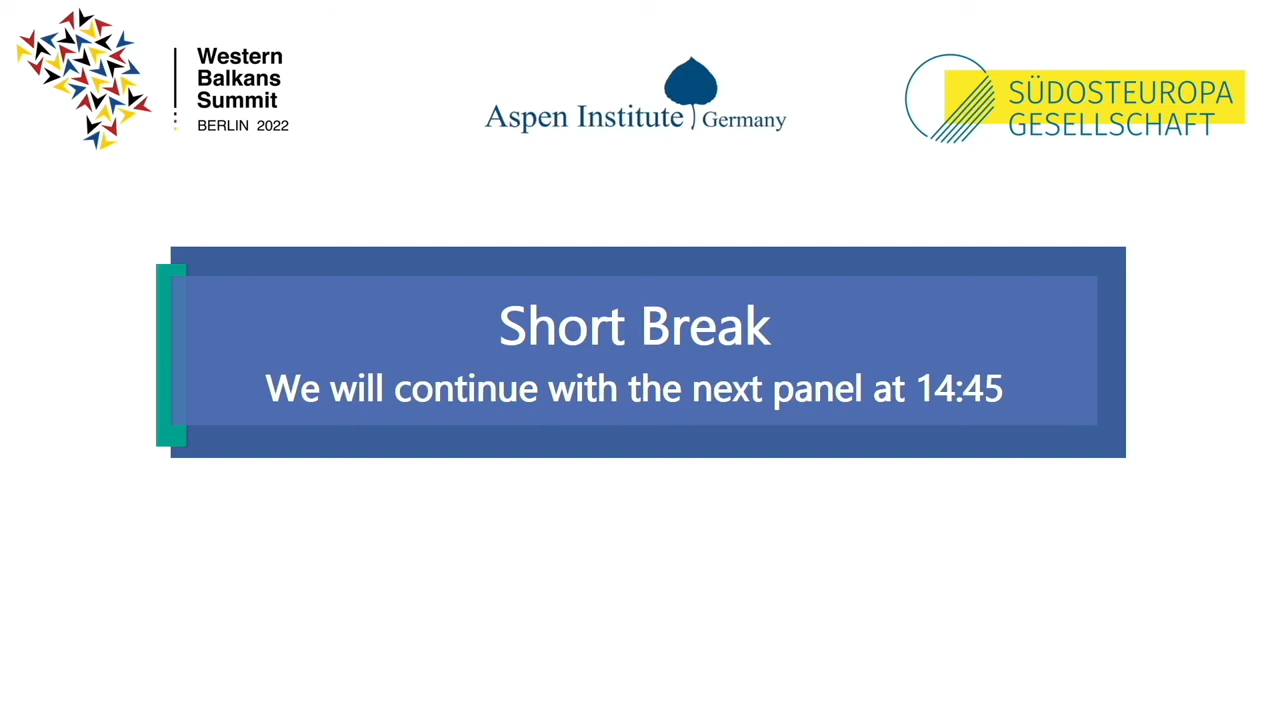 Western
Balkans
Summit
BERLIN 2022
Aspen Institute Germany
SÜDOSTEUROPA
GESELLSCHAFT
Short Break
We will continue with the next panel at 14:45